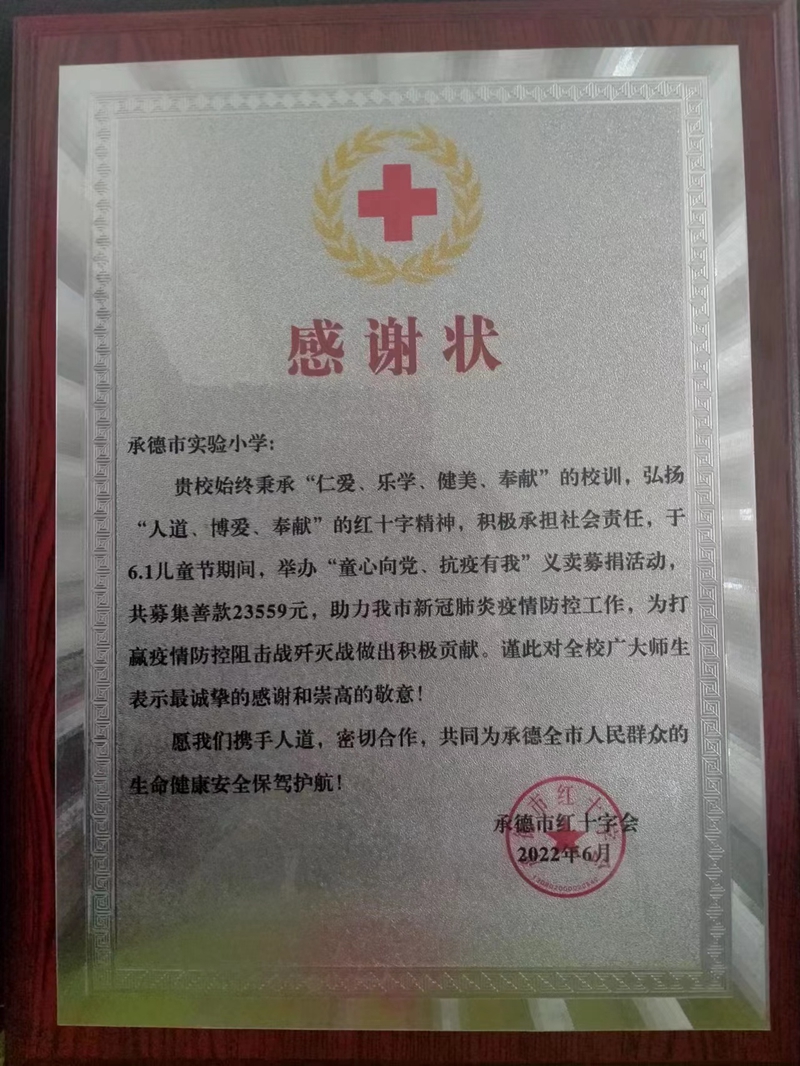 感谢状
承德市实验小学：
贵校始终秉承“仁爱、乐学、健美、奉献”的校训，弘扬
“人道、博爱、奉献”的红十字精神，积极承担社会责任，于
6.1儿童节期间，举办“童心向党、抗疫有我”义卖募捐活动，
共募集善款23559元，助力我市新冠肺炎疫情防控工作，为打
赢疫情防控阻击战歼灭战做出积极贡献。谨此对全校广大师生
表示最诚挚的感谢和崇高的敬意！
愿我们携手人道，密切合作，共同为承德全市人民群众的
生命健康安全保驾护航！
承德市红十字会
2022年6月